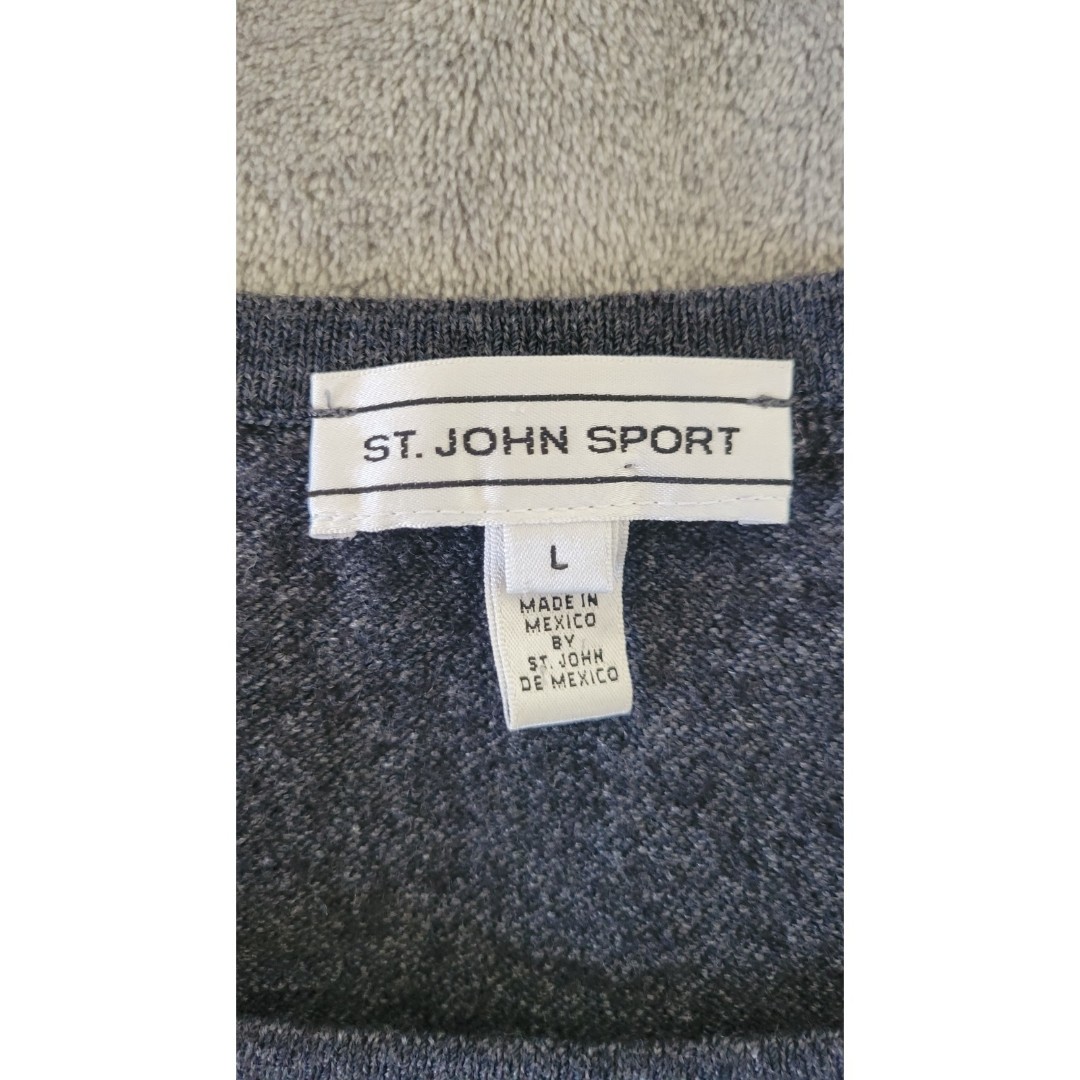 ST. JOHN SPORT
L
MADE IN
MEXICO
BY
ST. JOHN
DE MEXICO